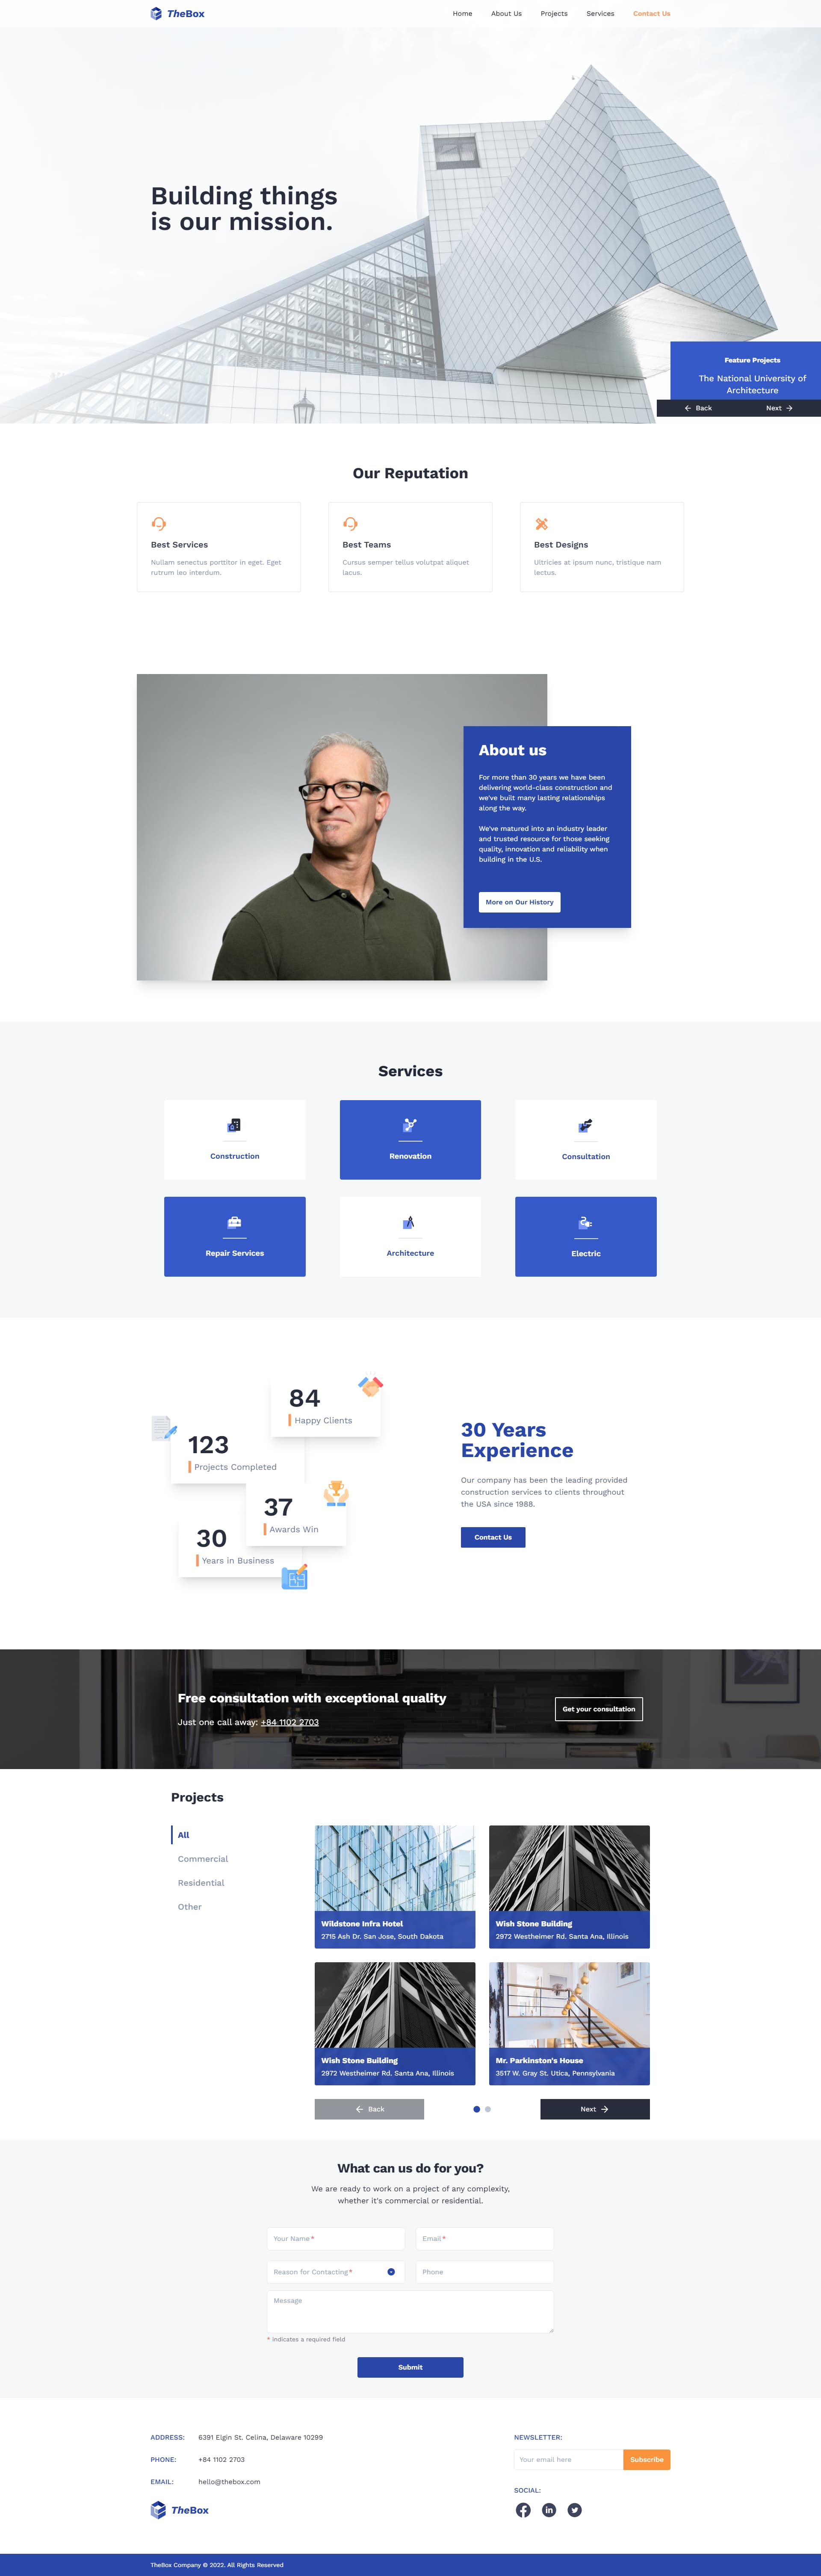 TheBox
Home
About Us
Projects
Services
Contact Us
Building things
is our mission.
Feature Projects
The National University of
Architecture
Back
Next
Our Reputation
Best Services
Nullam senectus porttitor in eget. Eget
rutrum leo interdum.
Best Teams
Cursus semper tellus volutpat aliquet
lacus.
Best Designs
Ultricies at ipsum nunc, tristique nam
lectus.
About us
For more than 30 years we have been
delivering world-class construction and
we've built many lasting relationships
along the way.
We've matured into an industry leader
and trusted resource for those seeking
quality, innovation and reliability when
building in the U.S.
More on Our History
Services
Construction
Renovation
Consultation
Repair Services
Architecture
Electric
84
Happy Clients
123
Projects Completed
37
Awards Win
30
Years in Business
30 Years
Experience
Our company has been the leading provided
construction services to clients throughout
the USA since 1988.
Contact Us
Free consultation with exceptional quality
Just one call away: +84 1102 2703
Get your consultation
Projects
All
Commercial
Residential
Other
Wildstone Infra Hotel
2715 Ash Dr. San Jose, South Dakota
Wish Stone Building
2972 Westheimer Rd. Santa Ana, Illinois
Wish Stone Building
2972 Westheimer Rd. Santa Ana, Illinois
Mr. Parkinston's House
3517 W. Gray St. Utica, Pennsylvania
Back
Next
What can us do for you?
We are ready to work on a project of any complexity,
whether it's commercial or residential.
Your Name*
Email*
Reason for Contacting*
Phone
Message
* indicates a required field
Submit
ADDRESS: 6391 Elgin St. Celina, Delaware 10299
PHONE: +84 1102 2703
EMAIL: hello@thebox.com
TheBox
NEWSLETTER:
Your email here
Subscribe
SOCIAL:
TheBox Company © 2022. All Rights Reserved